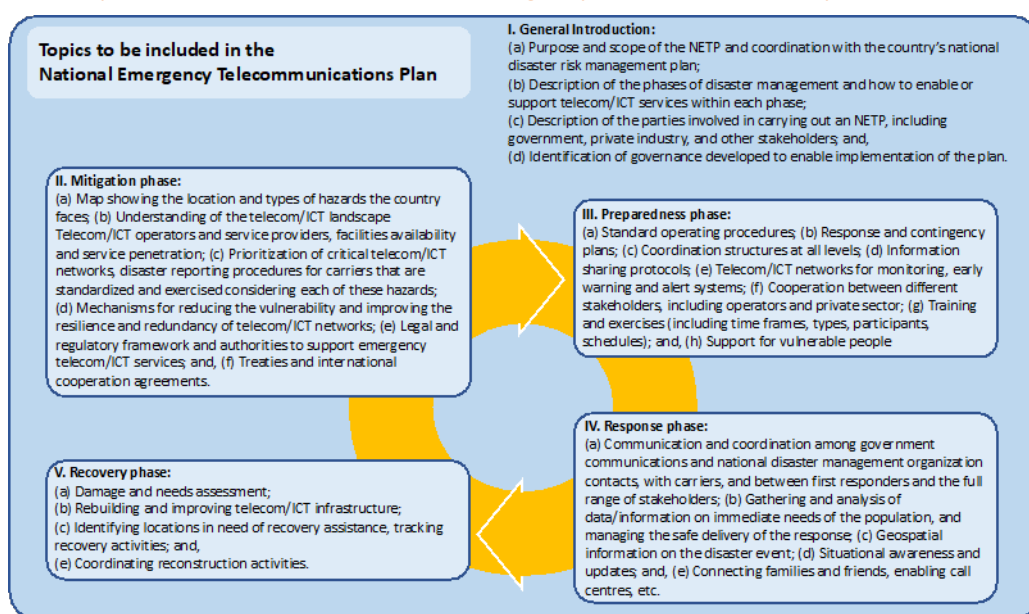 Topics to be included in the
National Emergency Telecommunications Plan
I. General Introduction:
(a) Purpose and scope of the NETP and coordination with the country's national
disaster risk management plan;
(b) Description of the phases of disaster management and how to enable or
support telecom/ICT services within each phase;
(c) Description of the parties involved in carrying out an NETP, including
government, private industry, and other stakeholders; and,
(d) Identification of governance developed to enable implementation of the plan.
II. Mitigation phase:
(a) Map showing the location and types of hazards the country
faces; (b) Understanding of the telecom/ICT landscape
Telecom/ICT operators and service providers, facilities availability
and service penetration; (c) Prioritization of critical telecom/ICT
networks, disaster reporting procedures for carriers that are
standardized and exercised considering each of these hazards;
(d) Mechanisms for reducing the vulnerability and improving the
resilience and redundancy of telecom/ICT networks; (e) Legal and
regulatory framework and authorities to support emergency
telecom/ICT services; and, (f) Treaties and international
cooperation agreements.
III. Preparedness phase:
(a) Standard operating procedures; (b) Response and contingency
plans; (c) Coordination structures at all levels; (d) Information
sharing protocols; (e) Telecom/ICT networks for monitoring, early
warning and alert systems; (f) Cooperation between different
stakeholders, including operators and private sector; (g) Training
and exercises (including time frames, types, participants,
schedules); and, (h) Support for vulnerable people
IV. Response phase:
(a) Communication and coordination among government
communications and national disaster management organization
contacts, with carriers, and between first responders and the full
range of stakeholders; (b) Gathering and analysis of
data/information on immediate needs of the population, and
managing the safe delivery of the response; (c) Geospatial
information on the disaster event; (d) Situational awareness and
updates; and, (e) Connecting families and friends, enabling call
centres, etc.
V. Recovery phase:
(a) Damage and needs assessment;
(b) Rebuilding and improving telecom/ICT infrastructure;
(c) Identifying locations in need of recovery assistance, tracking
recovery activities; and,
(e) Coordinating reconstruction activities.